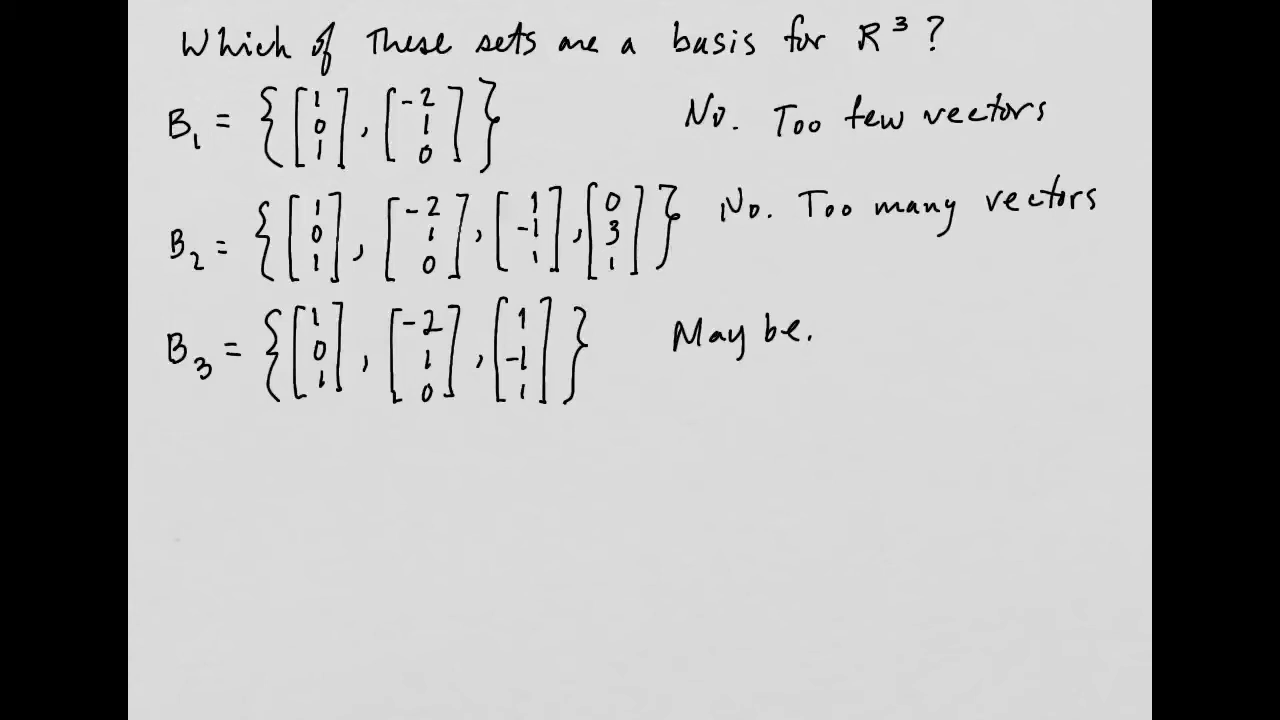 Which of these sets are a basis for R³?
B₁ = { [1 0 1], [-2 1 0] } No. Too few vectors
B₂ = { [1 0 1], [-2 1 0], [1 -1 1], [0 3 1] } No. Too many vectors
B₃ = { [1 0 1], [-2 1 0], [1 -1 1] } Maybe.